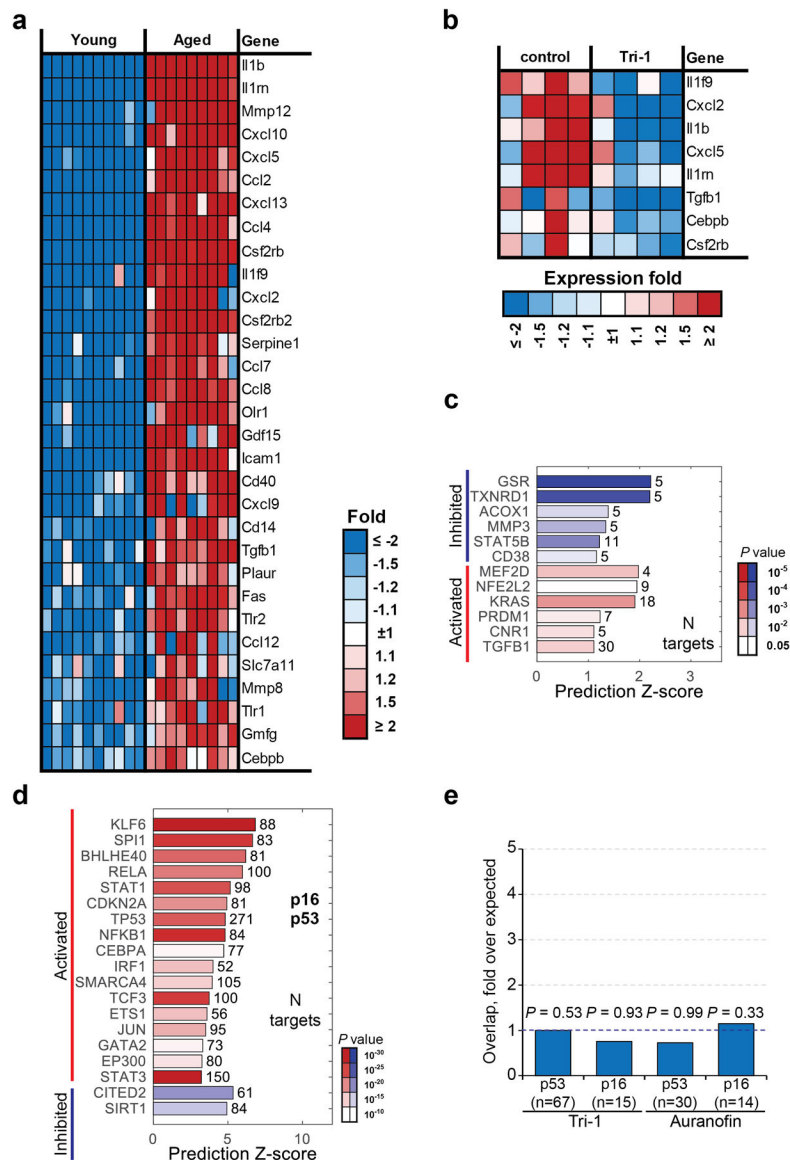 a
Young Aged Gene
Il1b
Il1rn
Mmp12
Cxcl10
Cxcl5
Ccl2
Cxcl13
Ccl4
Csf2rb
Il1f9
Cxcl2
Csf2rb2
Serpine1
Ccl7
Ccl8
Olr1
Gdf15
Icam1
Cd40
Cxcl9
Cd14
Tgfb1
Plaur
Fas
Tlr2
Ccl12
Slc7a11
Mmp8
Tlr1
Gmfg
Cebpb
Fold
≤ -2
-1.5
-1.2
-1.1
±1
1.1
1.2
1.5
≥ 2
b
control Tri-1 Gene
Il1f9
Cxcl2
Il1b
Cxcl5
Il1rn
Tgfb1
Cebpb
Csf2rb
Expression fold
≤ -2 -1.5 -1.2 -1.1 ±1 1.1 1.2 1.5 ≥ 2
c
Inhibited
GSR 5
TXNRD1 5
ACOX1 5
MMP3 5
STAT5B 11
CD38 5
Activated
MEF2D 4
NFE2L2 9
KRAS 18
PRDM1 7
CNR1 5
TGFB1 30
N
targets
0 1 2 3
Prediction Z-score
P value
10-5
10-4
10-3
10-2
0.05
d
Activated
KLF6 88
SPI1 83
BHLHE40 81
RELA 100
STAT1 98
CDKN2A 81 p16
TP53 271 p53
NFKB1 84
CEBPA 77
IRF1 52
SMARCA4 105
TCF3 100
ETS1 56
JUN 95
GATA2 73
EP300 80
STAT3 150
Inhibited
CITED2 61
SIRT1 84
N
targets
0 5 10
Prediction Z-score
P value
10-30
10-25
10-20
10-15
10-10
e
Overlap, fold over expected
5
4
3
2
1
0
P = 0.53 P = 0.93 P = 0.99 P = 0.33
p53 p16 p53 p16
(n=67) (n=15) (n=30) (n=14)
Tri-1 Auranofin